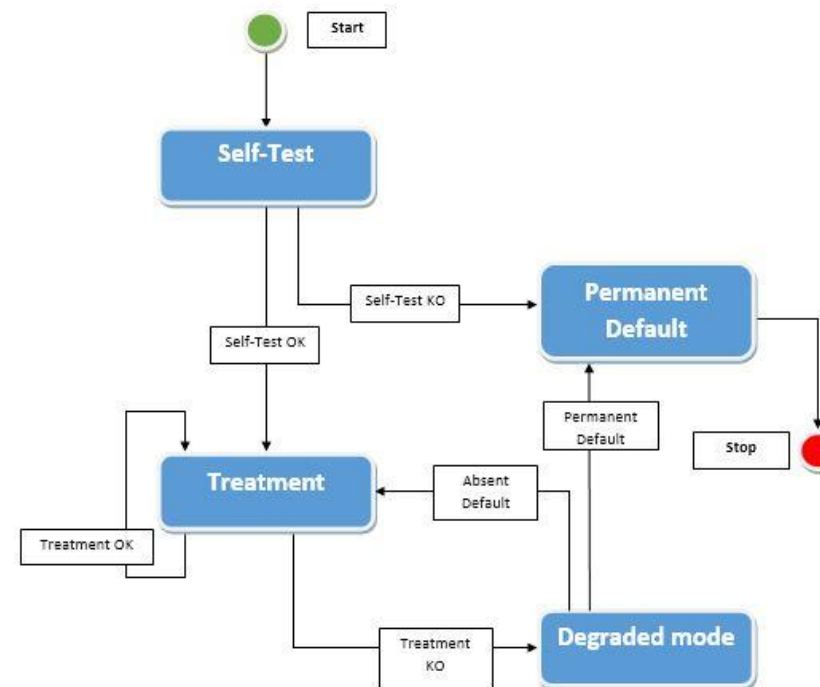 Start
Self-Test
Self-Test KO
Permanent
Default
Self-Test OK
Permanent
Default
Stop
Treatment
Absent
Default
Treatment OK
Treatment
KO
Degraded mode